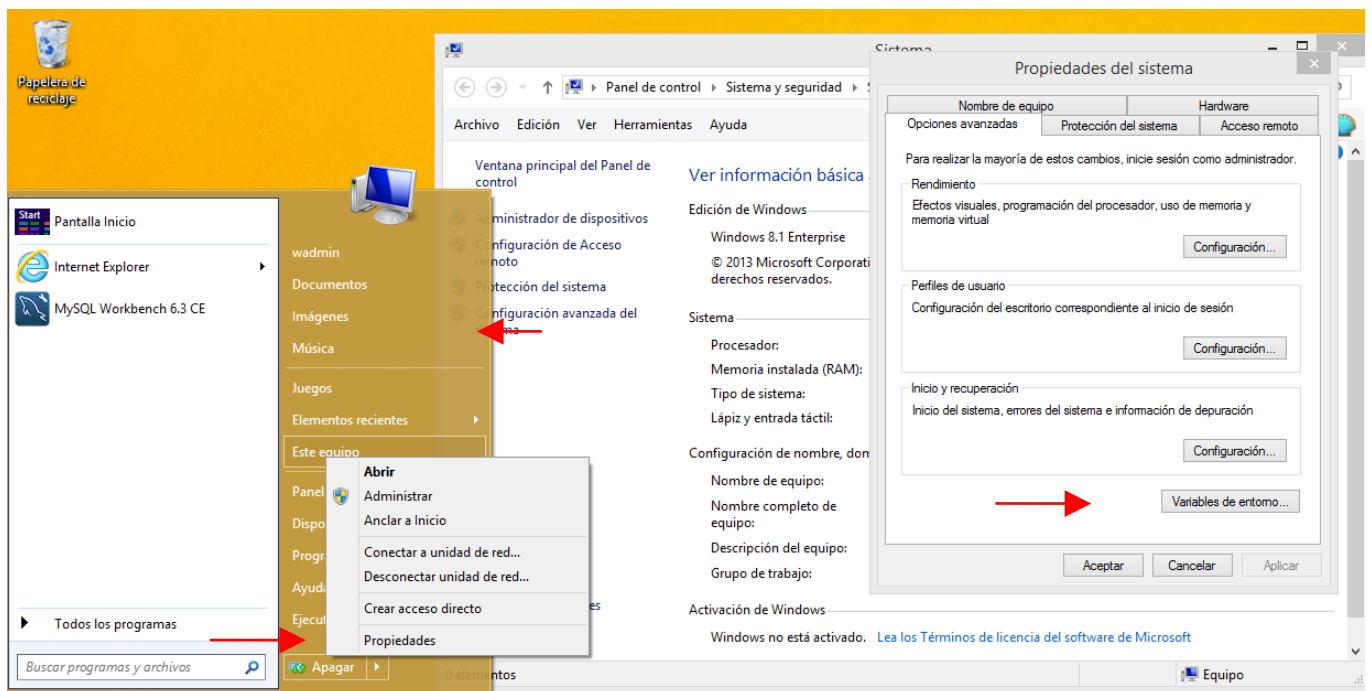 Papelera de
reciclaje
Start
Pantalla Inicio
Internet Explorer
MySQL Workbench 6.3 CE
Todos los programas
Buscar programas y archivos
wadmin
Documentos
Imágenes
Música
Juegos
Elementos recientes
Este equipo
Panel
Dispo
Progr
Ayuda
Ejecut
Apagar
Abrir
Administrar
Anclar a Inicio
Conectar a unidad de red...
Desconectar unidad de red...
Crear acceso directo
Propiedades
Sistema
Panel de control
Sistema y seguridad
Archivo Edición Ver Herramientas Ayuda
Ventana principal del Panel de
control
Administrador de dispositivos
Configuración de Acceso
remoto
Protección del sistema
Configuración avanzada del
es
Ver información básica
Edición de Windows
Windows 8.1 Enterprise
© 2013 Microsoft Corporati
derechos reservados.
Sistema
Procesador:
Memoria instalada (RAM):
Tipo de sistema:
Lápiz y entrada táctil:
Configuración de nombre, dom
Nombre de equipo:
Nombre completo de
equipo:
Descripción del equipo:
Grupo de trabajo:
Activación de Windows
Windows no está activado. Lea los Términos de licencia del software de Microsoft
0 elementos
Equipo
Propiedades del sistema
Nombre de equipo
Hardware
Opciones avanzadas
Protección del sistema
Acceso remoto
Para realizar la mayoría de estos cambios, inicie sesión como administrador.
Rendimiento
Efectos visuales, programación del procesador, uso de memoria y
memoria virtual
Configuración...
Perfiles de usuario
Configuración del escritorio correspondiente al inicio de sesión
Configuración...
Inicio y recuperación
Inicio del sistema, errores del sistema e información de depuración
Configuración...
Variables de entorno...
Aceptar
Cancelar
Aplicar